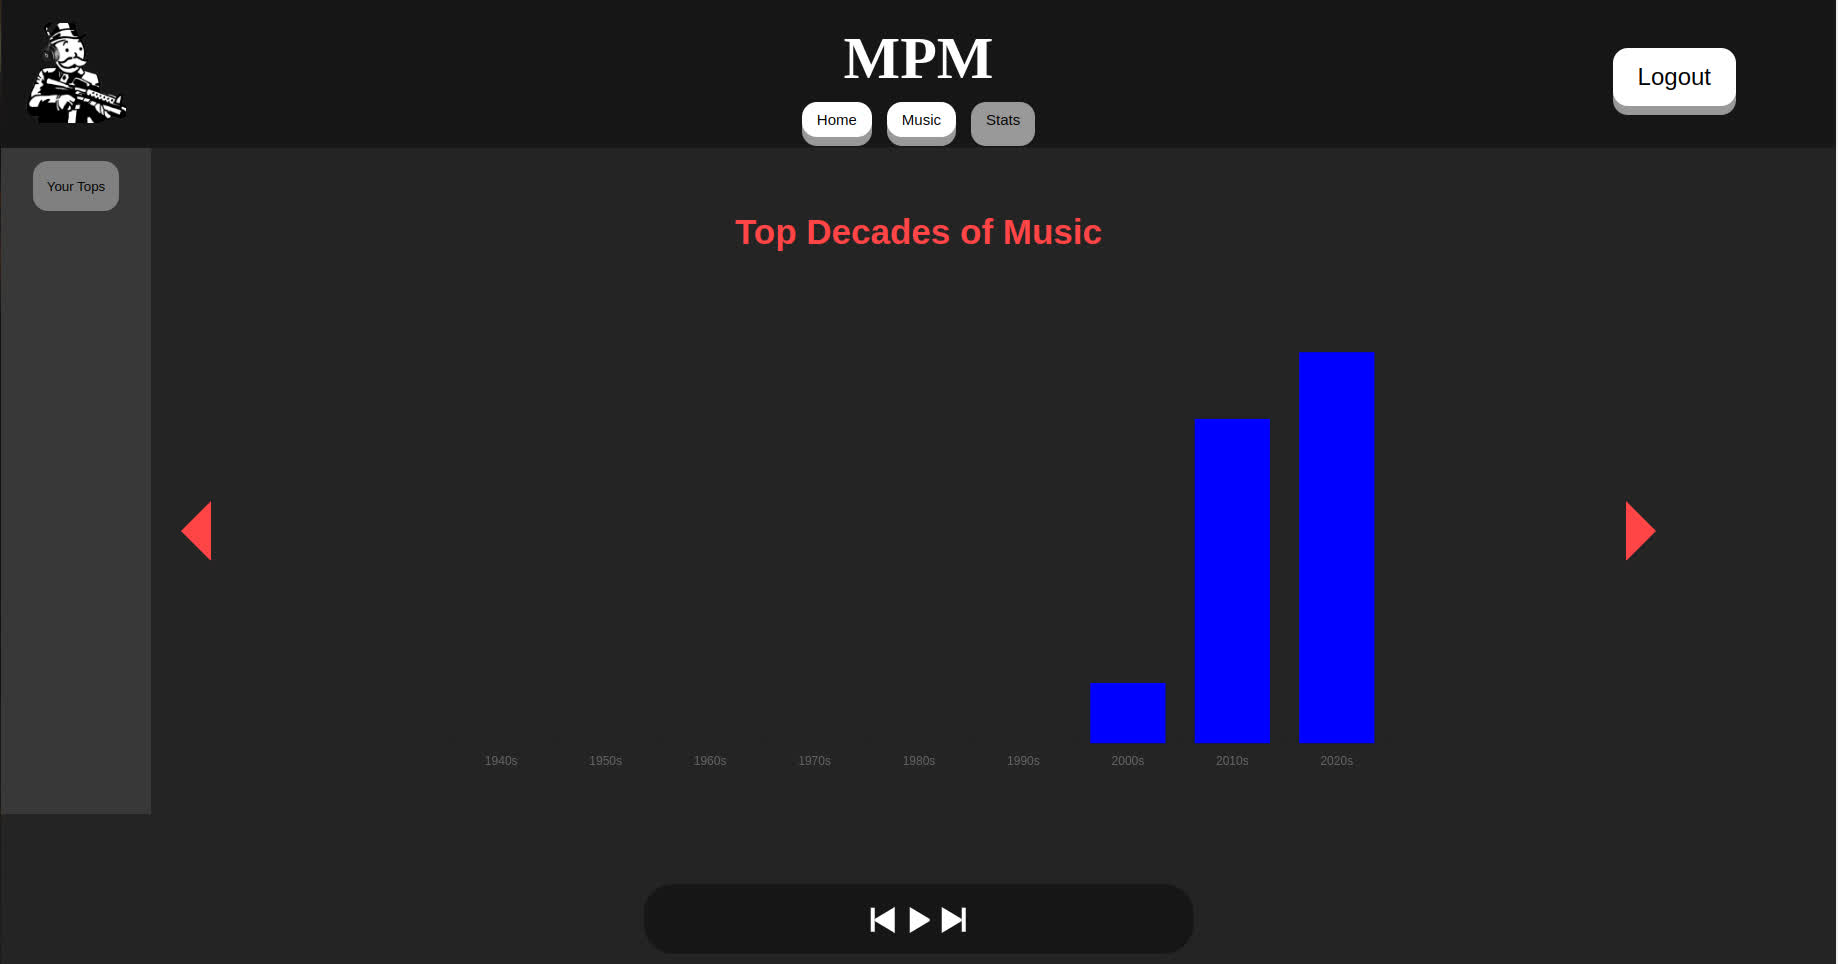 MPM
Logout
Home Music Stats
Your Tops
Top Decades of Music
1940s 1950s 1960s 1970s 1980s 1990s 2000s 2010s 2020s